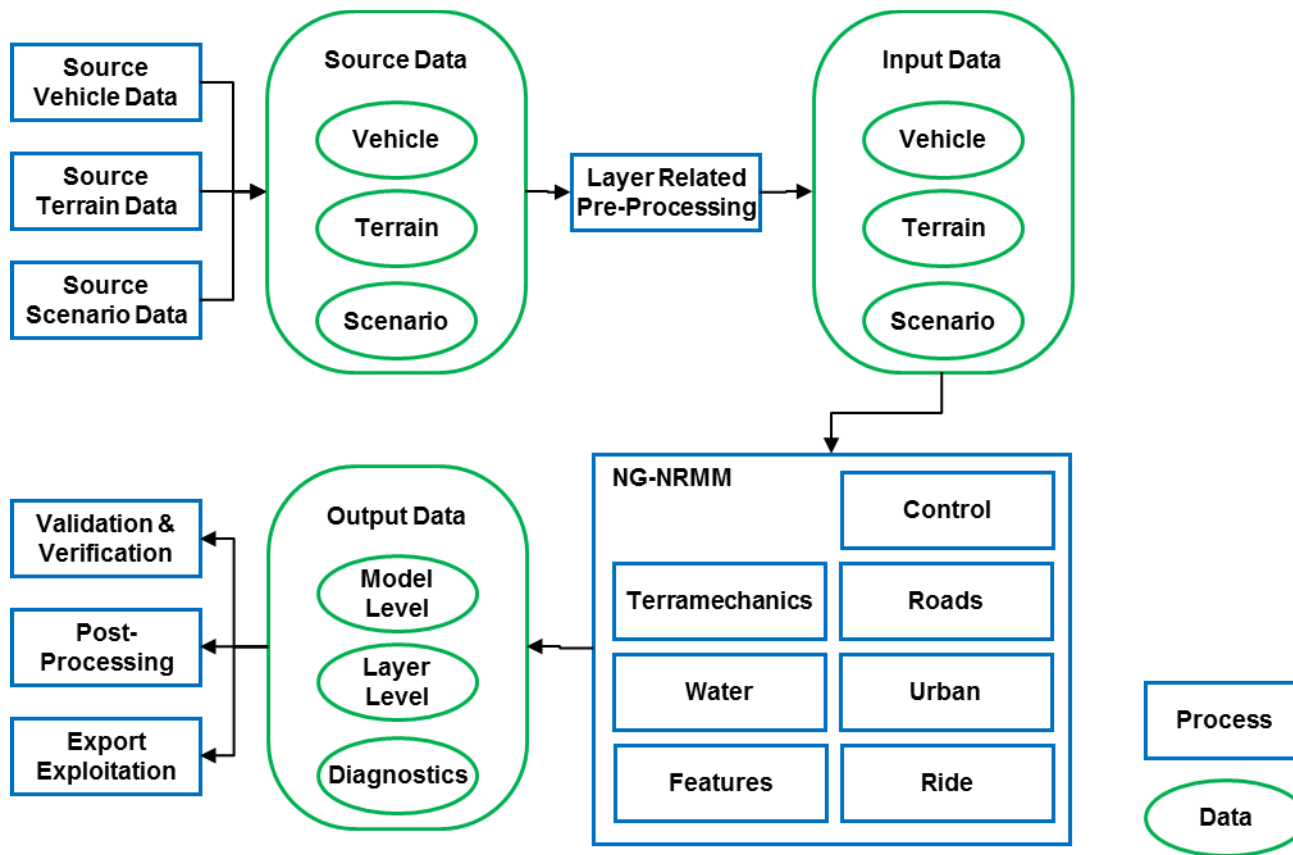 Source
Vehicle Data
Source
Terrain Data
Source
Scenario Data
Source Data
Vehicle
Terrain
Scenario
Layer Related
Pre-Processing
Input Data
Vehicle
Terrain
Scenario
NG-NRMM
Control
Terramechanics
Roads
Water
Urban
Features
Ride
Output Data
Model
Level
Layer
Level
Diagnostics
Validation &
Verification
Post-
Processing
Export
Exploitation
Process
Data